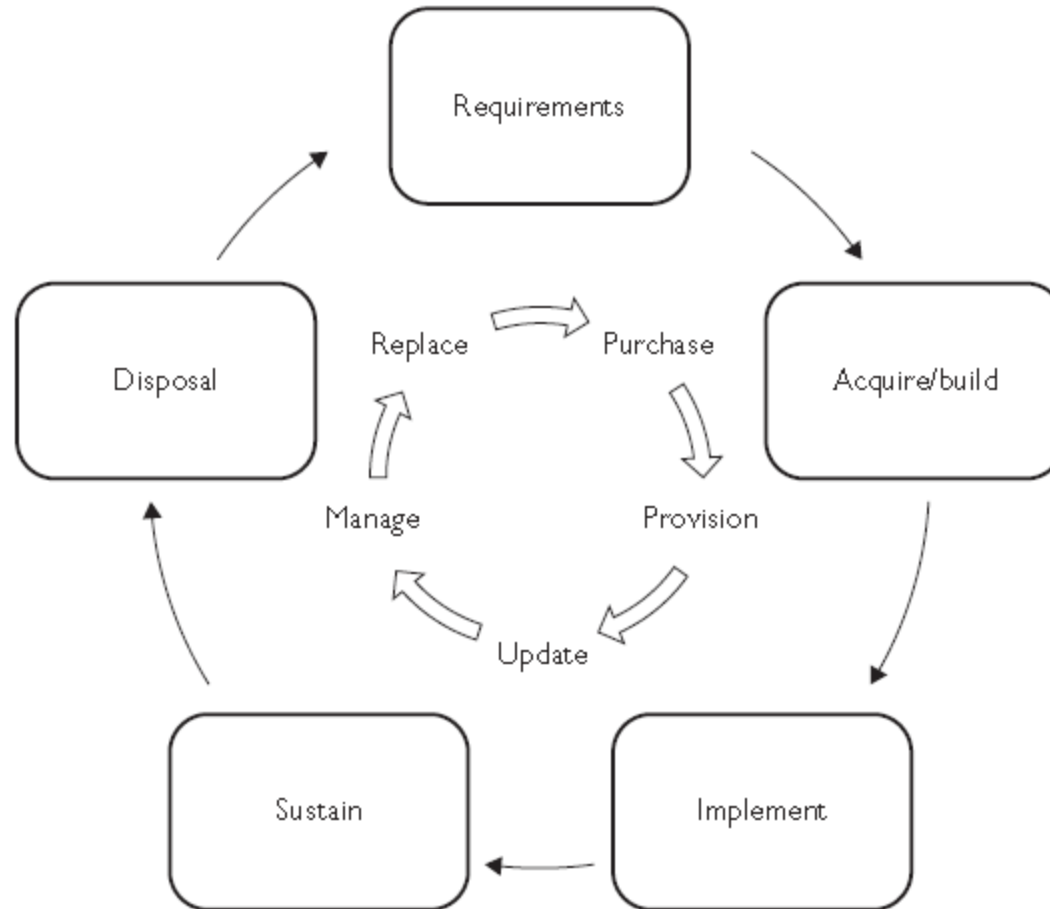 Requirements
Replace
Purchase
Disposal
Acquire/build
Manage
Provision
Update
Sustain
Implement